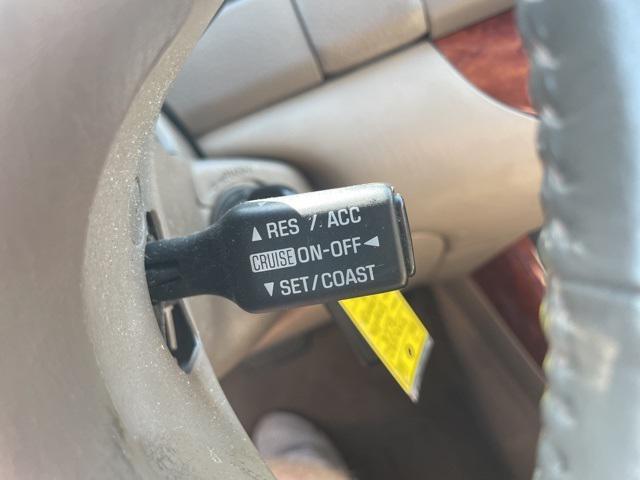 ▲ RES / ACC
CRUISE ON-OFF ◀
▼ SET/COAST